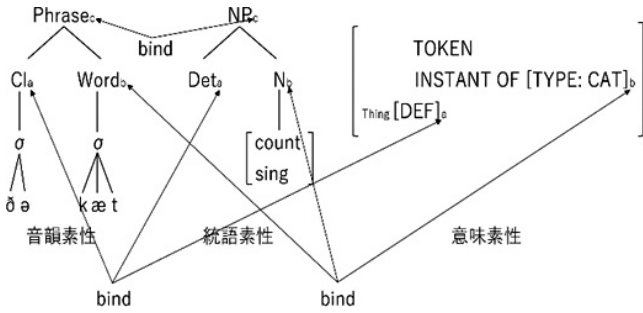 Phrasec NPc
bind
Cla Wordb Deta Nb
TOKEN
INSTANT OF [TYPE: CAT]b
Thing [DEF]a
σ σ
count
sing
ð ə k æ t
音韻素性 統語素性 意味素性
bind bind